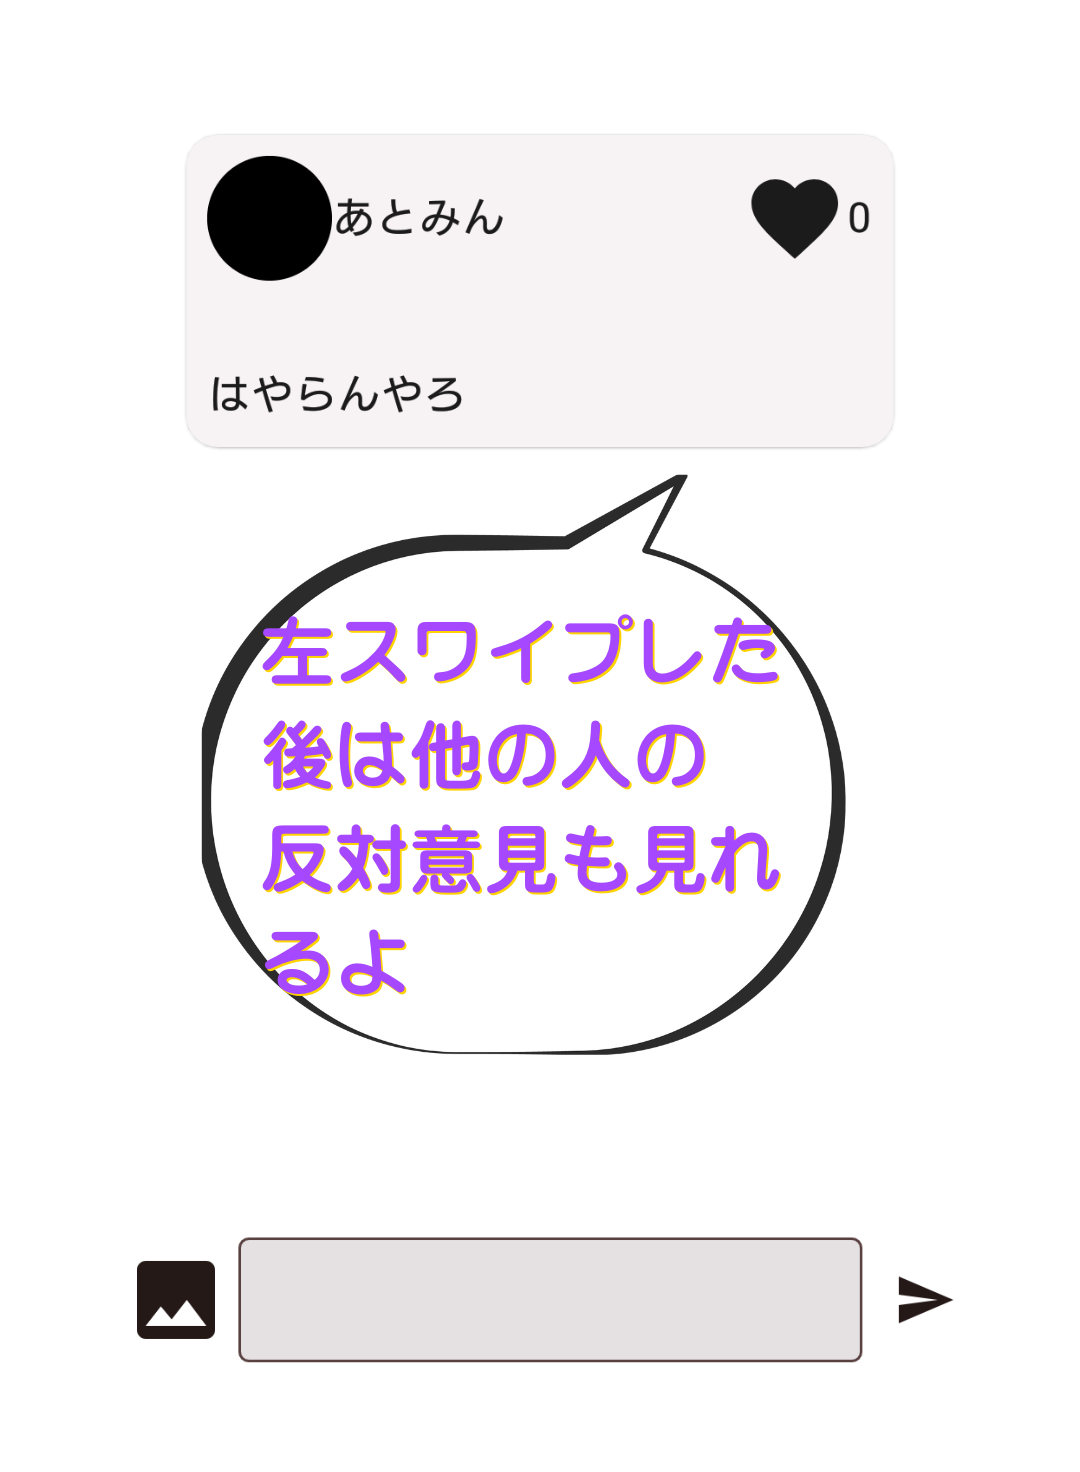 あとみん
0
はやらんやろ
左スワイプした
後は他の人の
反対意見も見れ
るよ